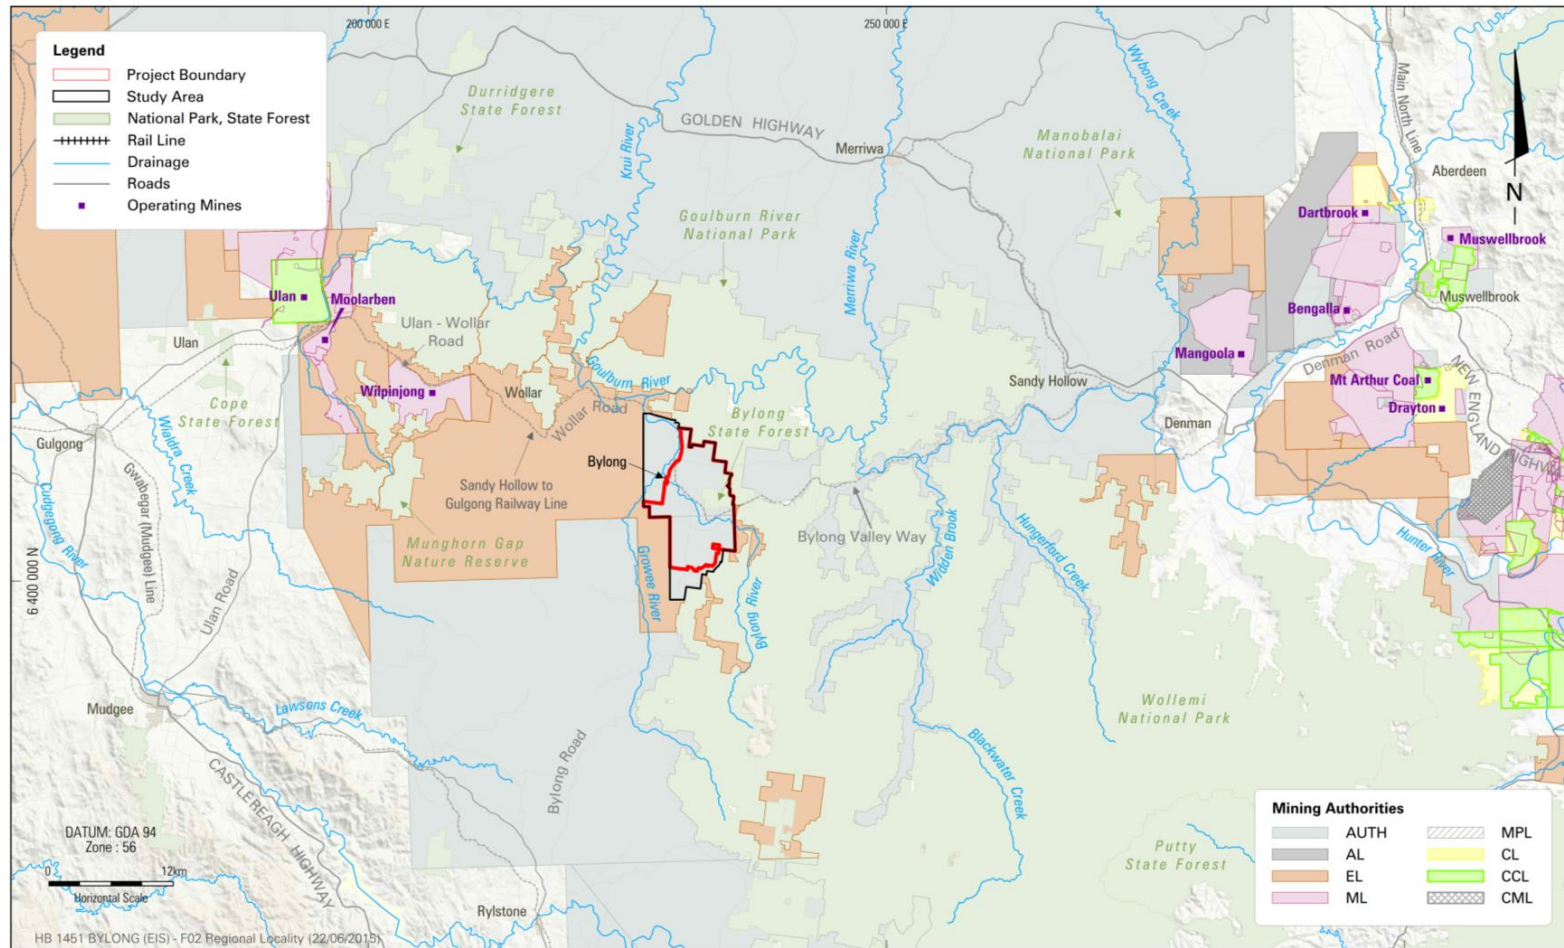 200 000 E
250 000 E
Legend
Project Boundary
Study Area
National Park, State Forest
Rail Line
Drainage
Roads
Operating Mines
Durridgere
State Forest
Krui River
GOLDEN HIGHWAY
Merriwa
Wybong Creek
Manobalai
National Park
Main North Line
Aberdeen
N
Goulburn River
National Park
Merriwa River
Dartbrook
Muswellbrook
Ulan
Moolarben
Muswellbrook
Bengalla
Ulan - Wollar
Road
Ulan
Mangoola
Denman Road
Goulburn River
Sandy Hollow
Mt Arthur Coal
NEW ENGLAND HIGHWAY
Wilpinjong
Wollar
Drayton
Cope
State Forest
Wollar Road
Bylong
State Forest
Denman
Gulgong
Wialdra Creek
Bylong
Sandy Hollow to
Gulgong Railway Line
Cudgegong River
Gwabegar (Mudgee) Line
Bylong Valley Way
Widden Brook
Hungerford Creek
Hunter River
Munghorn Gap
Nature Reserve
6 400 000 N
Ulan Road
Growee River
Bylong River
Mudgee
Lawsons Creek
Wollemi
National Park
Bylong Road
Blackwater Creek
CASTLEREAGH HIGHWAY
Putty
State Forest
DATUM: GDA 94
Zone : 56
0 12km
Horizontal Scale
Rylstone
Mining Authorities
AUTH MPL
AL CL
EL CCL
ML CML
HB 1451 BYLONG (EIS) - F02 Regional Locality (22/06/2015)